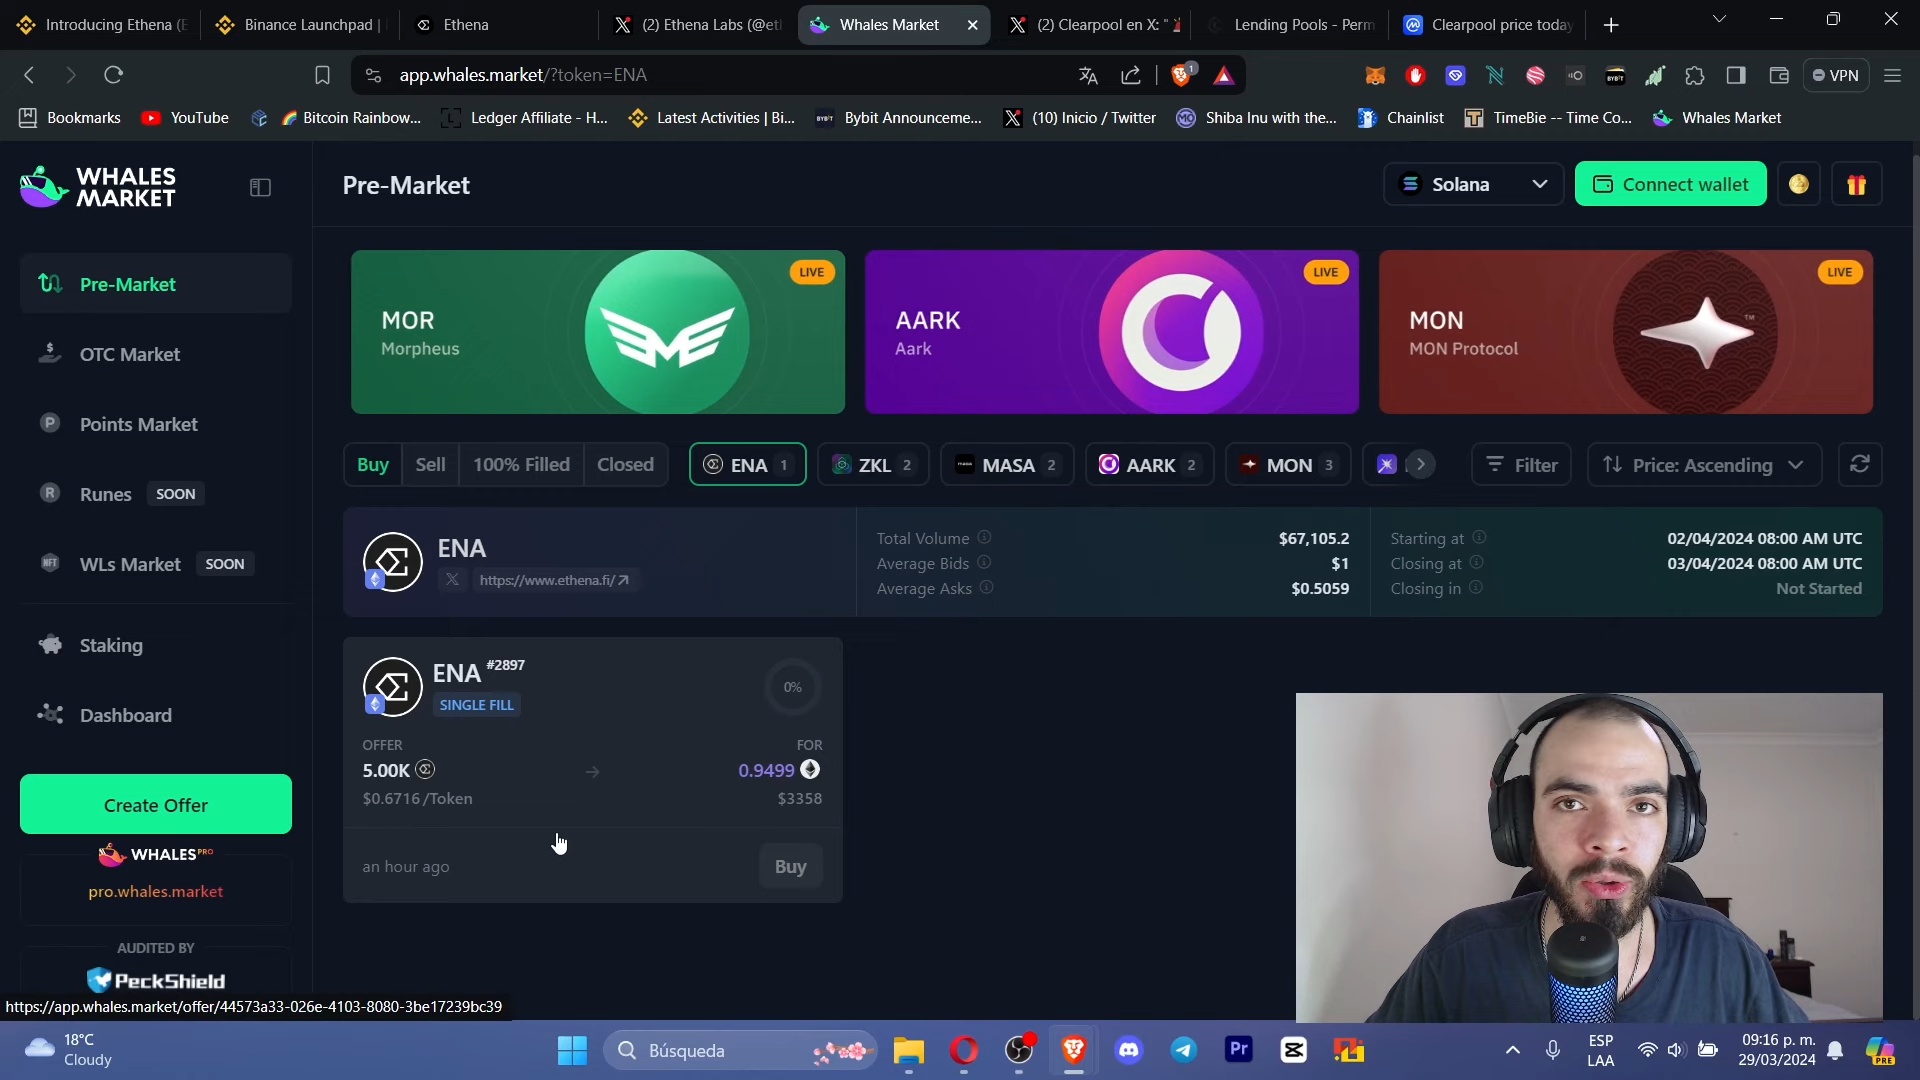 Introducing Ethena (E
Binance Launchpad |
Ethena
(2) Ethena Labs (@et
Whales Market
(2) Clearpool en X: "
Lending Pools - Perm
Clearpool price today
app.whales.market/?token=ENA
1
VPN
Bookmarks
YouTube
Bitcoin Rainbow...
Ledger Affiliate - H...
Latest Activities | Bi...
Bybit Announceme...
(10) Inicio / Twitter
Shiba Inu with the...
Chainlist
TimeBie -- Time Co...
Whales Market
WHALES
MARKET
Pre-Market
Solana
Connect wallet
Pre-Market
OTC Market
Points Market
Runes SOON
WLs Market SOON
Staking
Dashboard
Create Offer
WHALES PRO
pro.whales.market
AUDITED BY
PeckShield
MOR
Morpheus
LIVE
AARK
Aark
LIVE
MON
MON Protocol
LIVE
Buy
Sell
100% Filled
Closed
ENA 1
ZKL 2
MASA 2
AARK 2
MON 3
Filter
Price: Ascending
ENA
https://www.ethena.fi/
Total Volume $67,105.2
Average Bids $1
Average Asks $0.5059
Starting at 02/04/2024 08:00 AM UTC
Closing at 03/04/2024 08:00 AM UTC
Closing in Not Started
ENA #2897
SINGLE FILL
0%
OFFER FOR
5.00K 0.9499
$0.6716 /Token $3358
an hour ago
Buy
https://app.whales.market/offer/44573a33-026e-4103-8080-3be17239bc39
18°C
Cloudy
Búsqueda
Pr
ESP
LAA
09:16 p. m.
29/03/2024
PRE